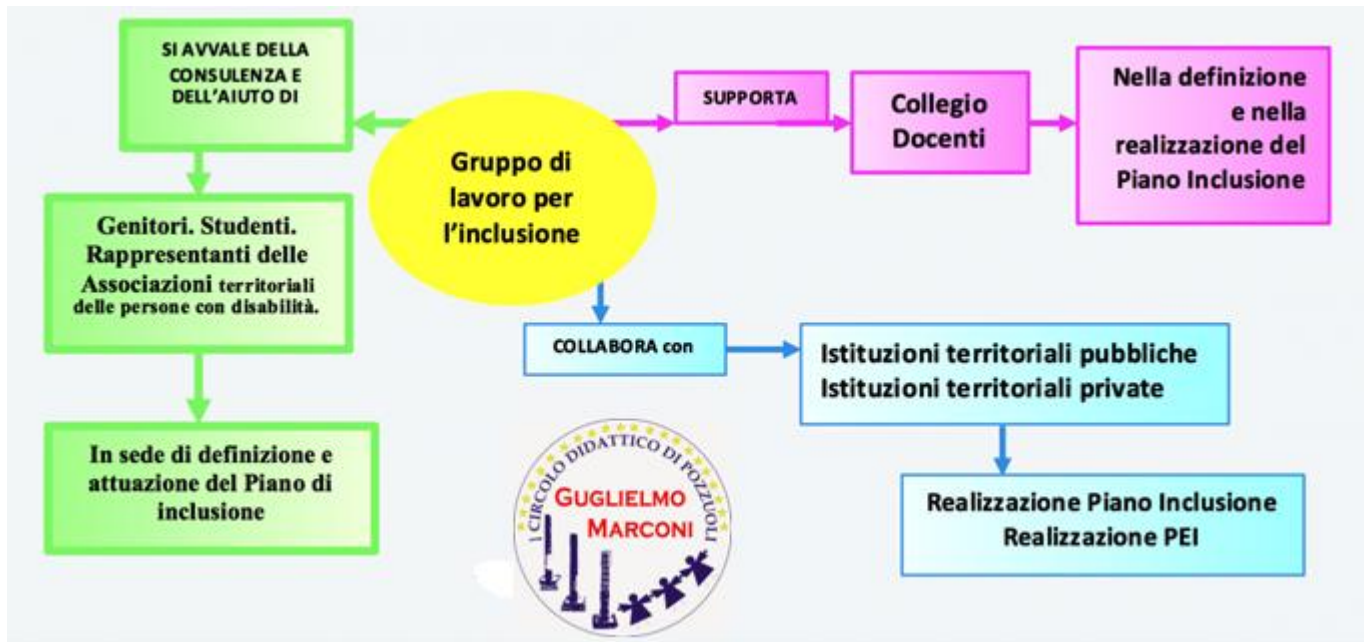 SI AVVALE DELLA
CONSULENZA E
DELL'AIUTO DI
Genitori. Studenti.
Rappresentanti delle
Associazioni territoriali
delle persone con disabilità.
In sede di definizione e
attuazione del Piano di
inclusione
Gruppo di
lavoro per
l'inclusione
SUPPORTA
Collegio
Docenti
Nella definizione
e nella
realizzazione del
Piano Inclusione
COLLABORA con
Istituzioni territoriali pubbliche
Istituzioni territoriali private
Realizzazione Piano Inclusione
Realizzazione PEI
I CIRCOLO DIDATTICO DI POZZUOLI
GUGLIELMO
MARCONI